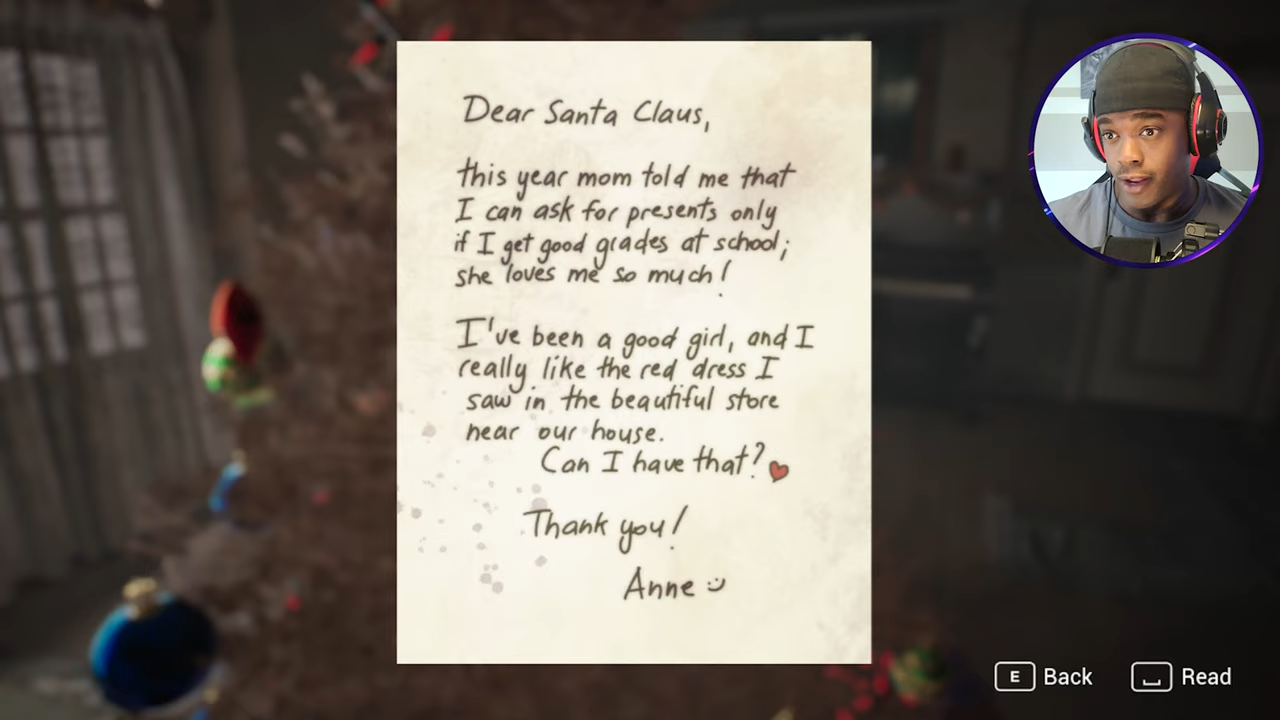 Dear Santa Claus,
this year mom told me that
I can ask for presents only
if I get good grades at school;
she loves me so much!
I've been a good girl, and I
really like the red dress I
saw in the beautiful store
near our house.
Can I have that?
Thank you!
Anne :)
E Back
Read